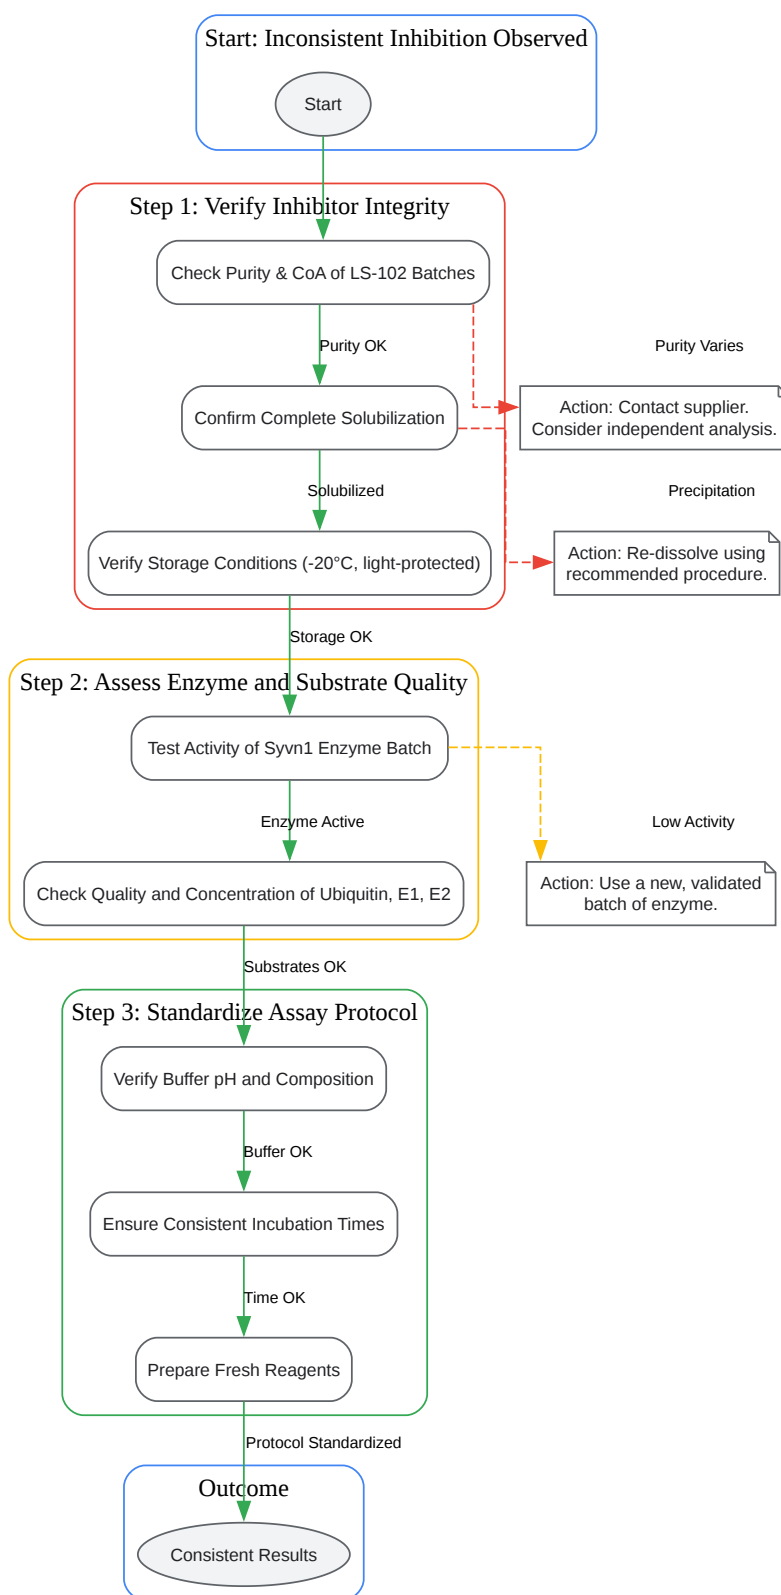 Start: Inconsistent Inhibition Observed
Start
Step 1: Verify Inhibitor Integrity
Check Purity & CoA of LS-102 Batches
Purity OK
Purity Varies
Confirm Complete Solubilization
Action: Contact supplier.
Consider independent analysis.
Solubilized
Precipitation
Verify Storage Conditions (-20°C, light-protected)
Action: Re-dissolve using
recommended procedure.
Storage OK
Step 2: Assess Enzyme and Substrate Quality
Test Activity of Syvn1 Enzyme Batch
Enzyme Active
Low Activity
Check Quality and Concentration of Ubiquitin, E1, E2
Action: Use a new, validated
batch of enzyme.
Substrates OK
Step 3: Standardize Assay Protocol
Verify Buffer pH and Composition
Buffer OK
Ensure Consistent Incubation Times
Time OK
Prepare Fresh Reagents
Protocol Standardized
Outcome
Consistent Results